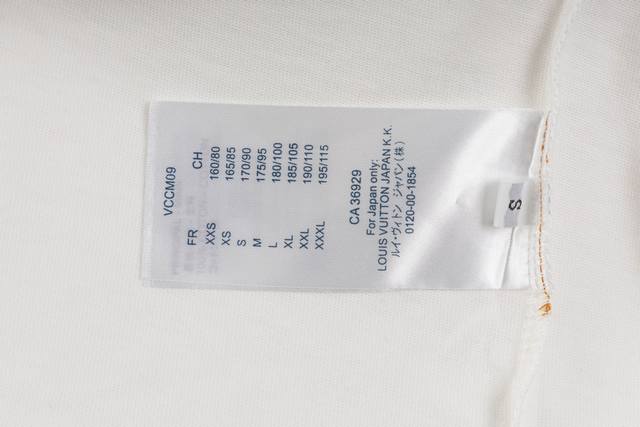 VCCM09
FR CH
XXS 160/80
XS 165/85
S 170/90
M 175/95
L 180/100
XL 185/105
XXL 190/110
XXXL 195/115
CA 36929
For Japan only:
LOUIS VUITTON JAPAN K.K.
ルイ・ヴィトン ジャパン(株)
0120-00-1854
S